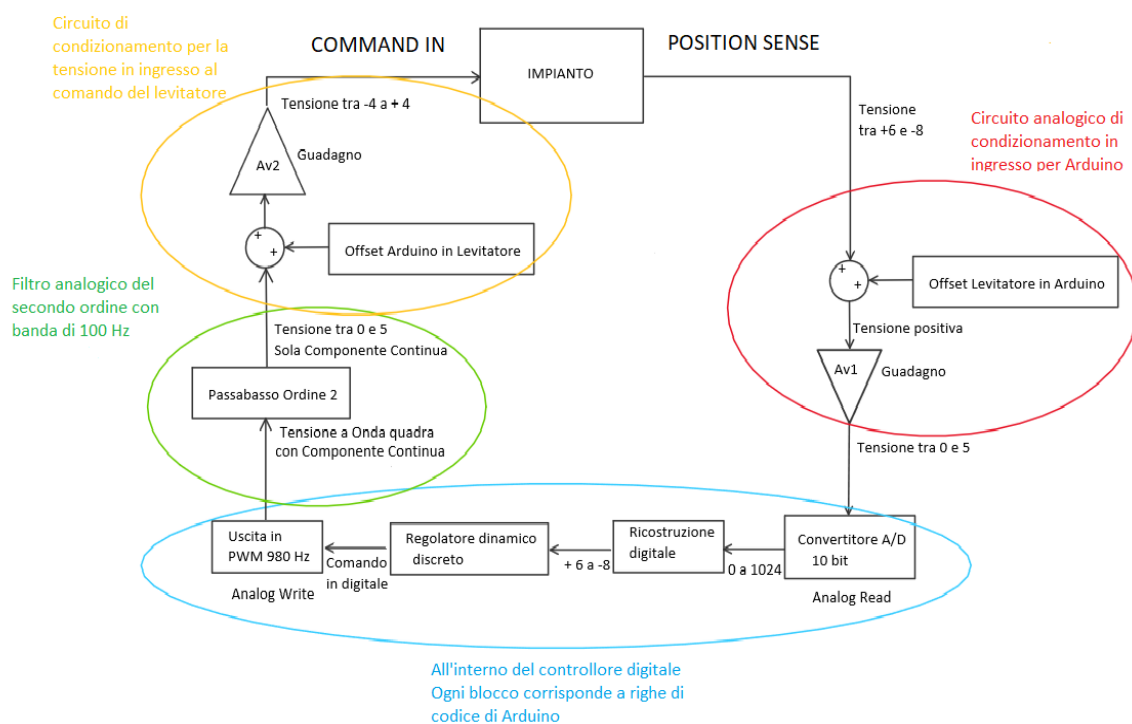 Circuito di
condizionamento per la
tensione in ingresso al
comando del levitatore
COMMAND IN
POSITION SENSE
IMPIANTO
Tensione tra -4 a + 4
Tensione
tra +6 e -8
Circuito analogico di
condizionamento in
ingresso per Arduino
Av2
Guadagno
+
+
Offset Arduino in Levitatore
+
+
Offset Levitatore in Arduino
Filtro analogico del
secondo ordine con
banda di 100 Hz
Tensione tra 0 e 5
Sola Componente Continua
Tensione positiva
Av1
Guadagno
Passabasso Ordine 2
Tensione a Onda quadra
con Componente Continua
Tensione tra 0 e 5
Uscita in
PWM 980 Hz
Comando
in digitale
Regolatore dinamico
discreto
+ 6 a -8
Ricostruzione
digitale
0 a 1024
Convertitore A/D
10 bit
Analog Write
Analog Read
All'interno del controllore digitale
Ogni blocco corrisponde a righe di
codice di Arduino